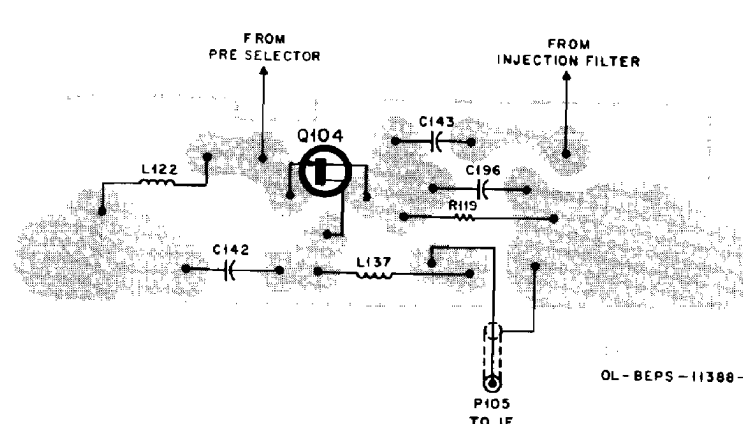 FROM
PRE SELECTOR
FROM
INJECTION FILTER
C143
Q104
L122
C196
R119
C142
L137
OL-BEPS-11388-
P105
TO IF